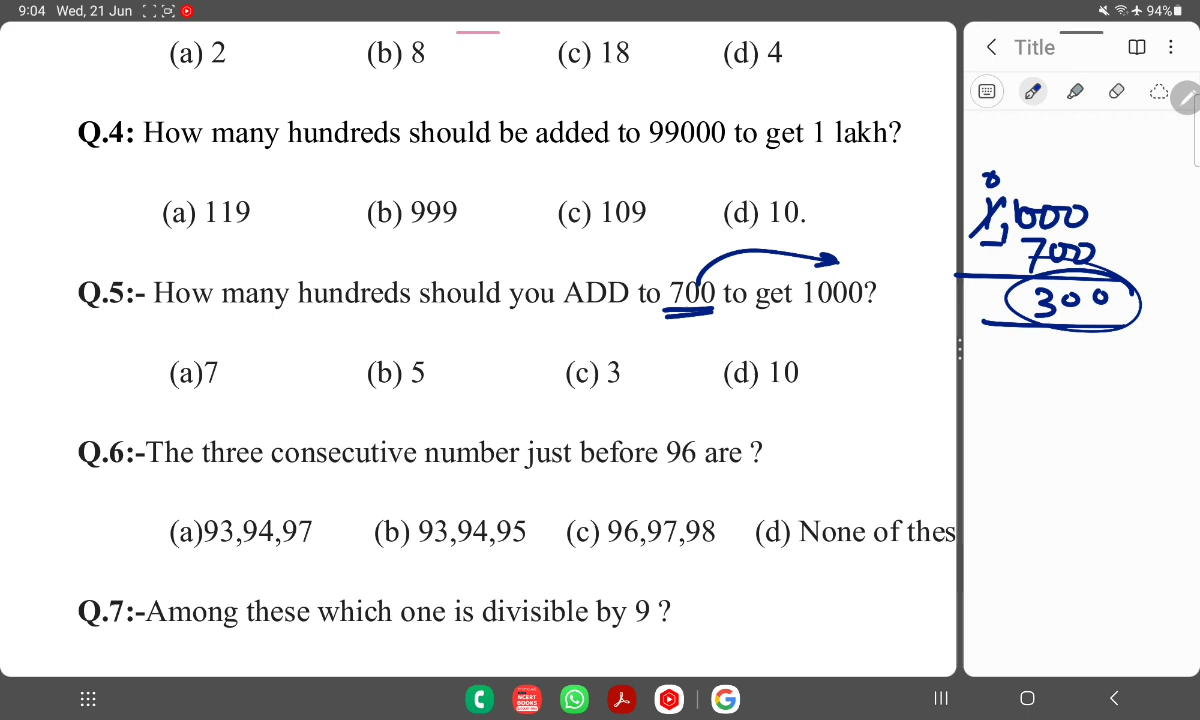 9:04 Wed, 21 Jun
94%
(a) 2 (b) 8 (c) 18 (d) 4
Q.4: How many hundreds should be added to 99000 to get 1 lakh?
(a) 119 (b) 999 (c) 109 (d) 10.
Q.5:- How many hundreds should you ADD to 700 to get 1000?
(a)7 (b) 5 (c) 3 (d) 10
Q.6:-The three consecutive number just before 96 are ?
(a)93,94,97 (b) 93,94,95 (c) 96,97,98 (d) None of thes
Q.7:-Among these which one is divisible by 9 ?
Title
0
1,000
- 700
300
NCERT
BOOKS